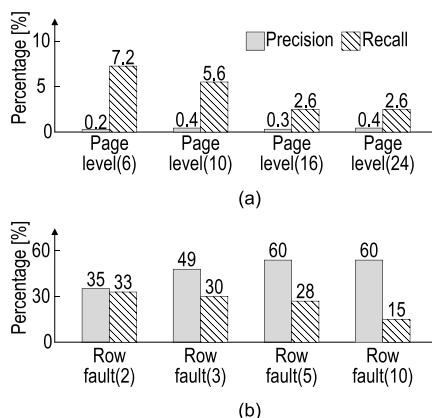 Percentage [%]
10
5
0
Precision Recall
0.2 7.2 0.4 5.6 0.3 2.6 0.4 2.6
Page level(6)
Page level(10)
Page level(16)
Page level(24)
(a)
Percentage [%]
60
30
0
35 33 49 30 60 28 60 15
Row fault(2)
Row fault(3)
Row fault(5)
Row fault(10)
(b)